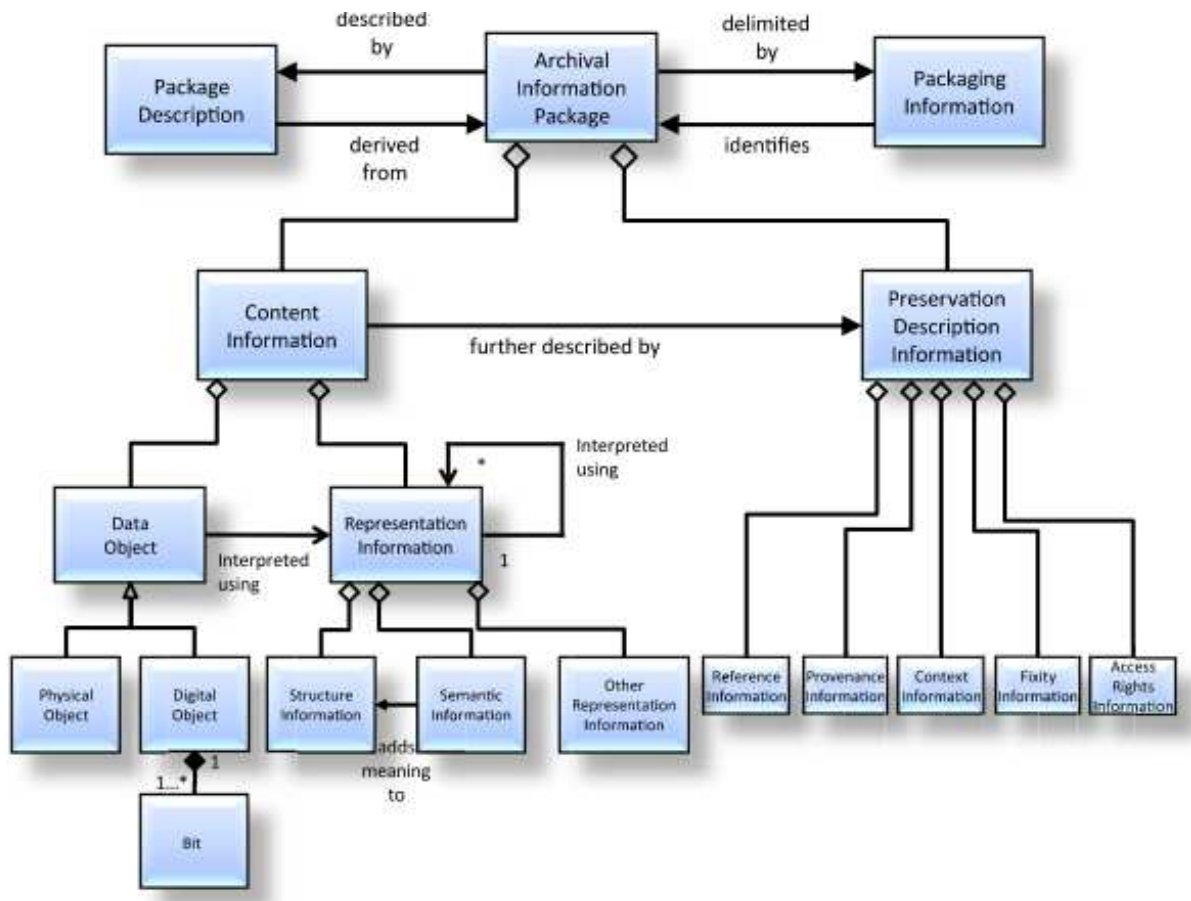 described
by
Package
Description
derived
from
Archival
Information
Package
delimited
by
Packaging
Information
identifies
Content
Information
further described by
Preservation
Description
Information
Data
Object
Interpreted
using
Representation
Information
*
1
Interpreted
using
Physical
Object
Digital
Object
Structure
Information
Semantic
Information
adds
meaning
to
Other
Representation
Information
Reference
Information
Provenance
Information
Context
Information
Fixity
Information
Access
Rights
Information
1
1...*
Bit